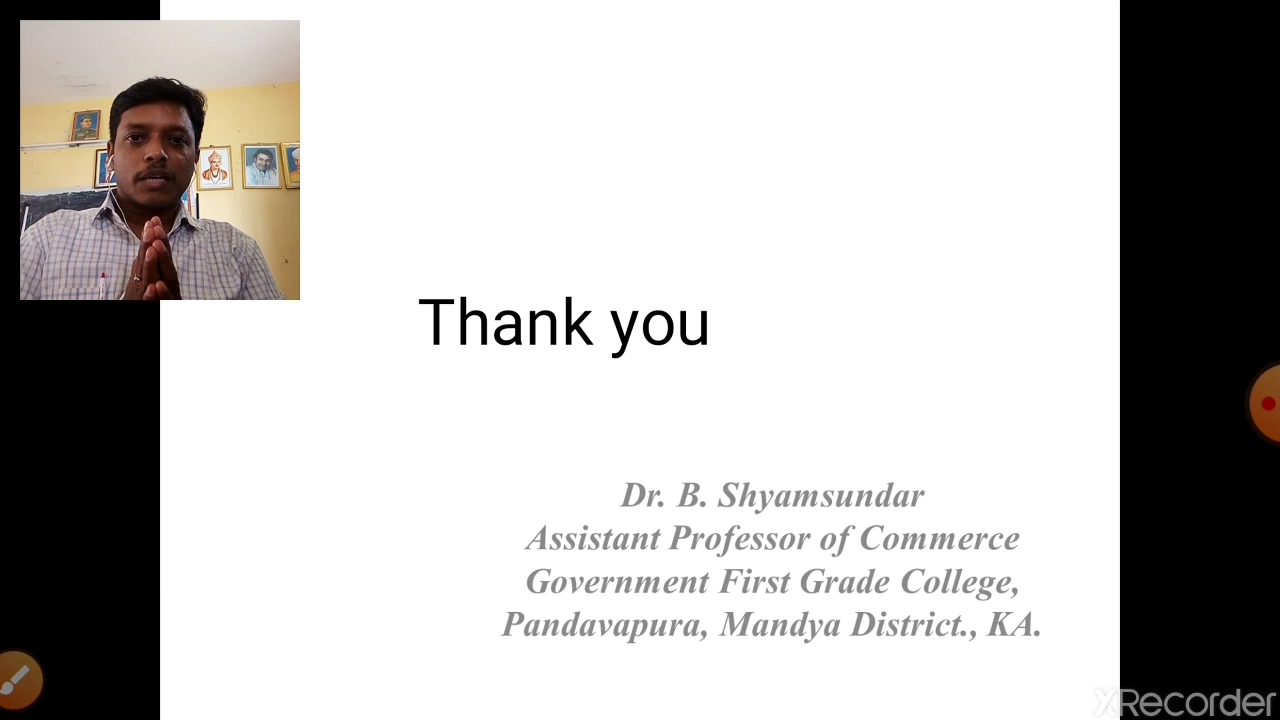 Thank you
Dr. B. Shyamsundar
Assistant Professor of Commerce
Government First Grade College,
Pandavapura, Mandya District., KA.
XRecorder